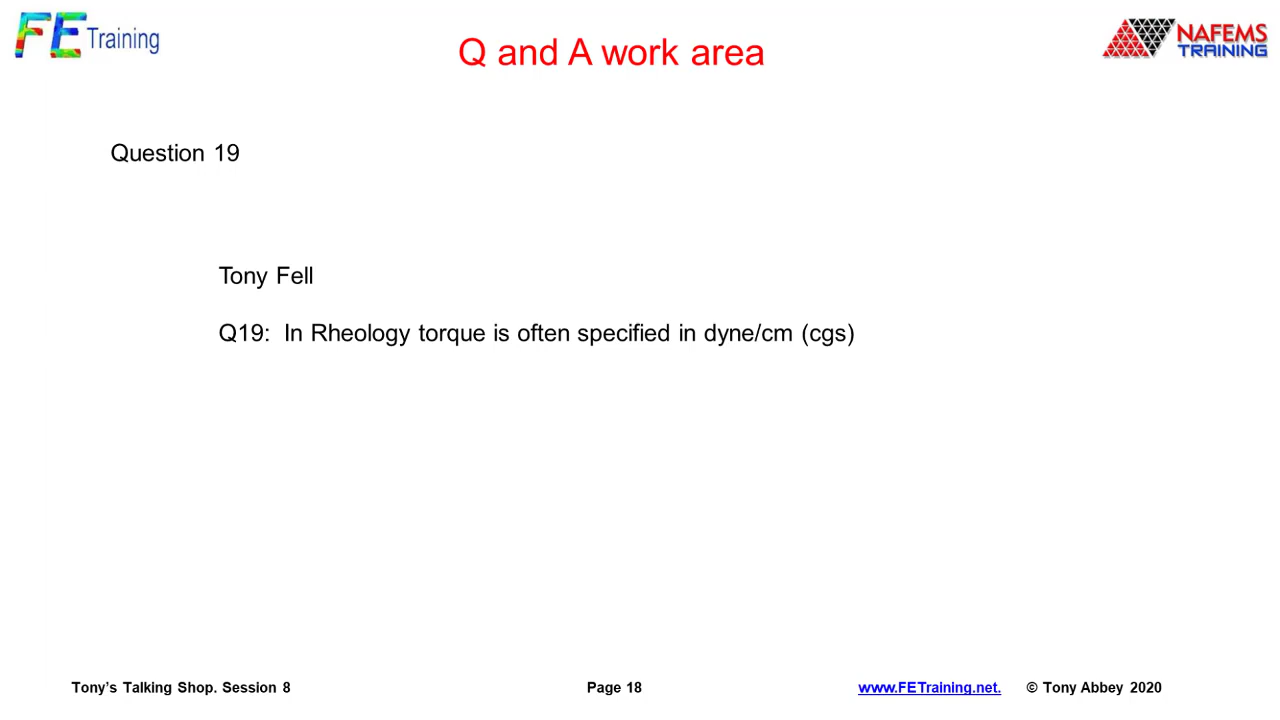 FE Training
NAFEMS
TRAINING
Q and A work area
Question 19
Tony Fell
Q19: In Rheology torque is often specified in dyne/cm (cgs)
Tony's Talking Shop. Session 8
Page 18
www.FETraining.net.
© Tony Abbey 2020